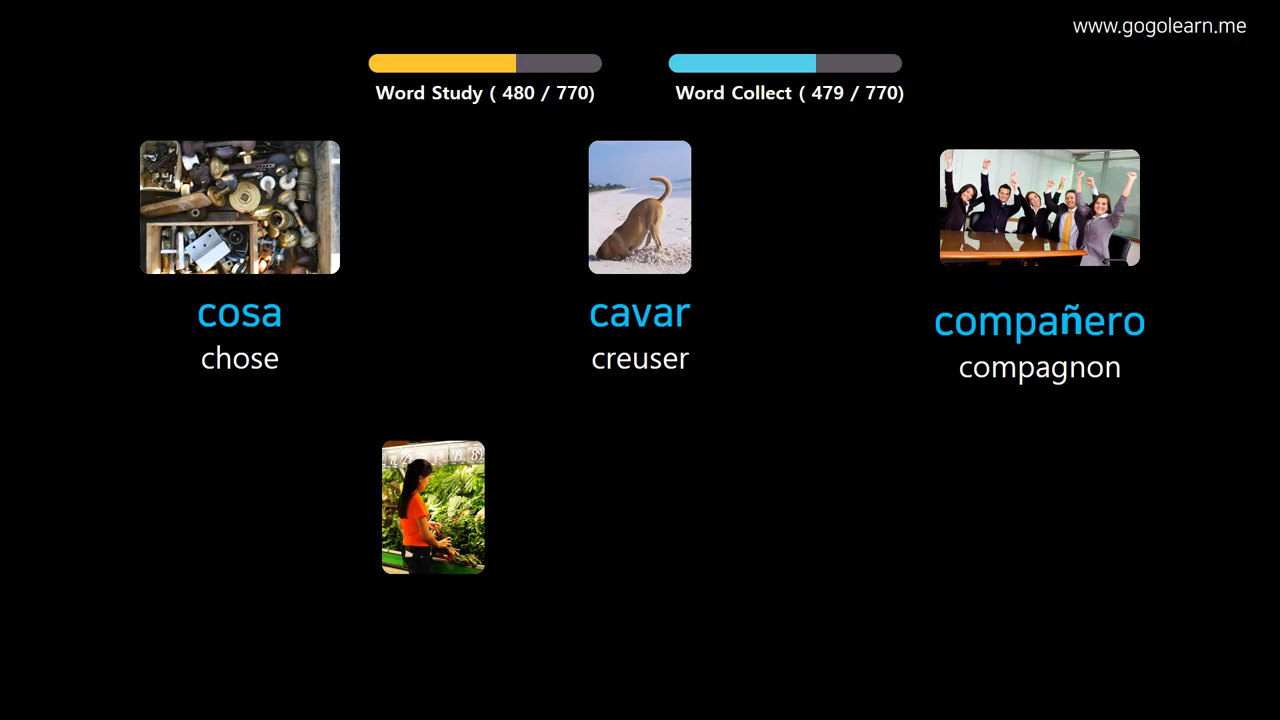 www.gogolearn.me
Word Study ( 480 / 770)
Word Collect ( 479 / 770)
cosa
chose
cavar
creuser
compañero
compagnon